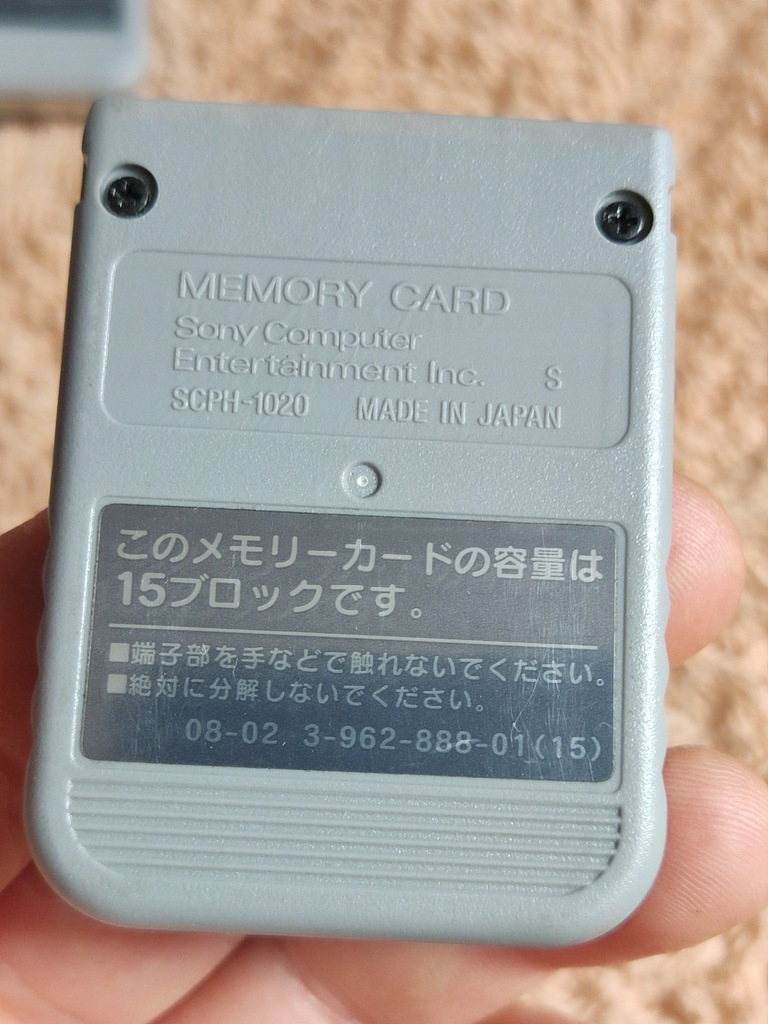 MEMORY CARD
Sony Computer
Entertainment Inc. S
SCPH-1020 MADE IN JAPAN
このメモリーカードの容量は
15ブロックです。
■端子部を手などで触れないでください。
■絶対に分解しないでください。
08-02 3-962-888-01(15)